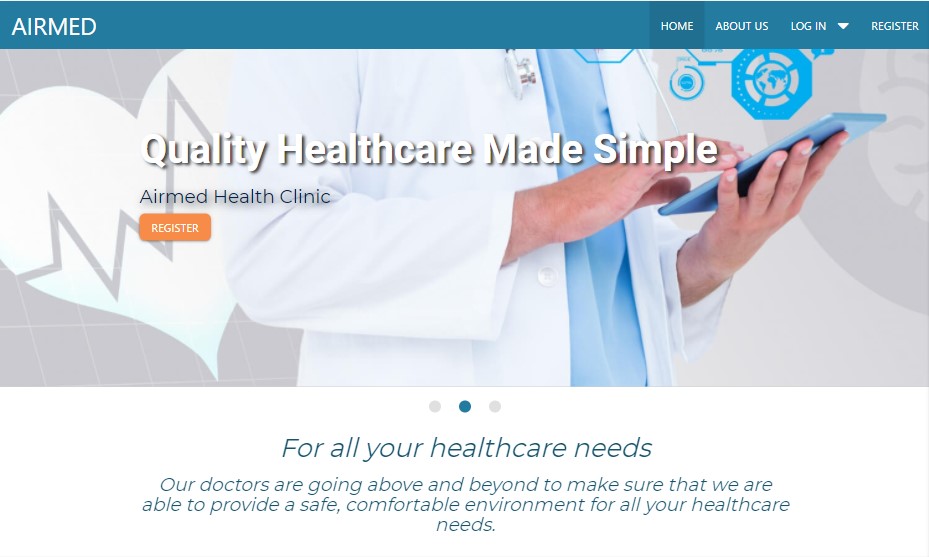 AIRMED
HOME ABOUT US LOG IN REGISTER
Quality Healthcare Made Simple
Airmed Health Clinic
REGISTER
For all your healthcare needs
Our doctors are going above and beyond to make sure that we are
able to provide a safe, comfortable environment for all your healthcare
needs.